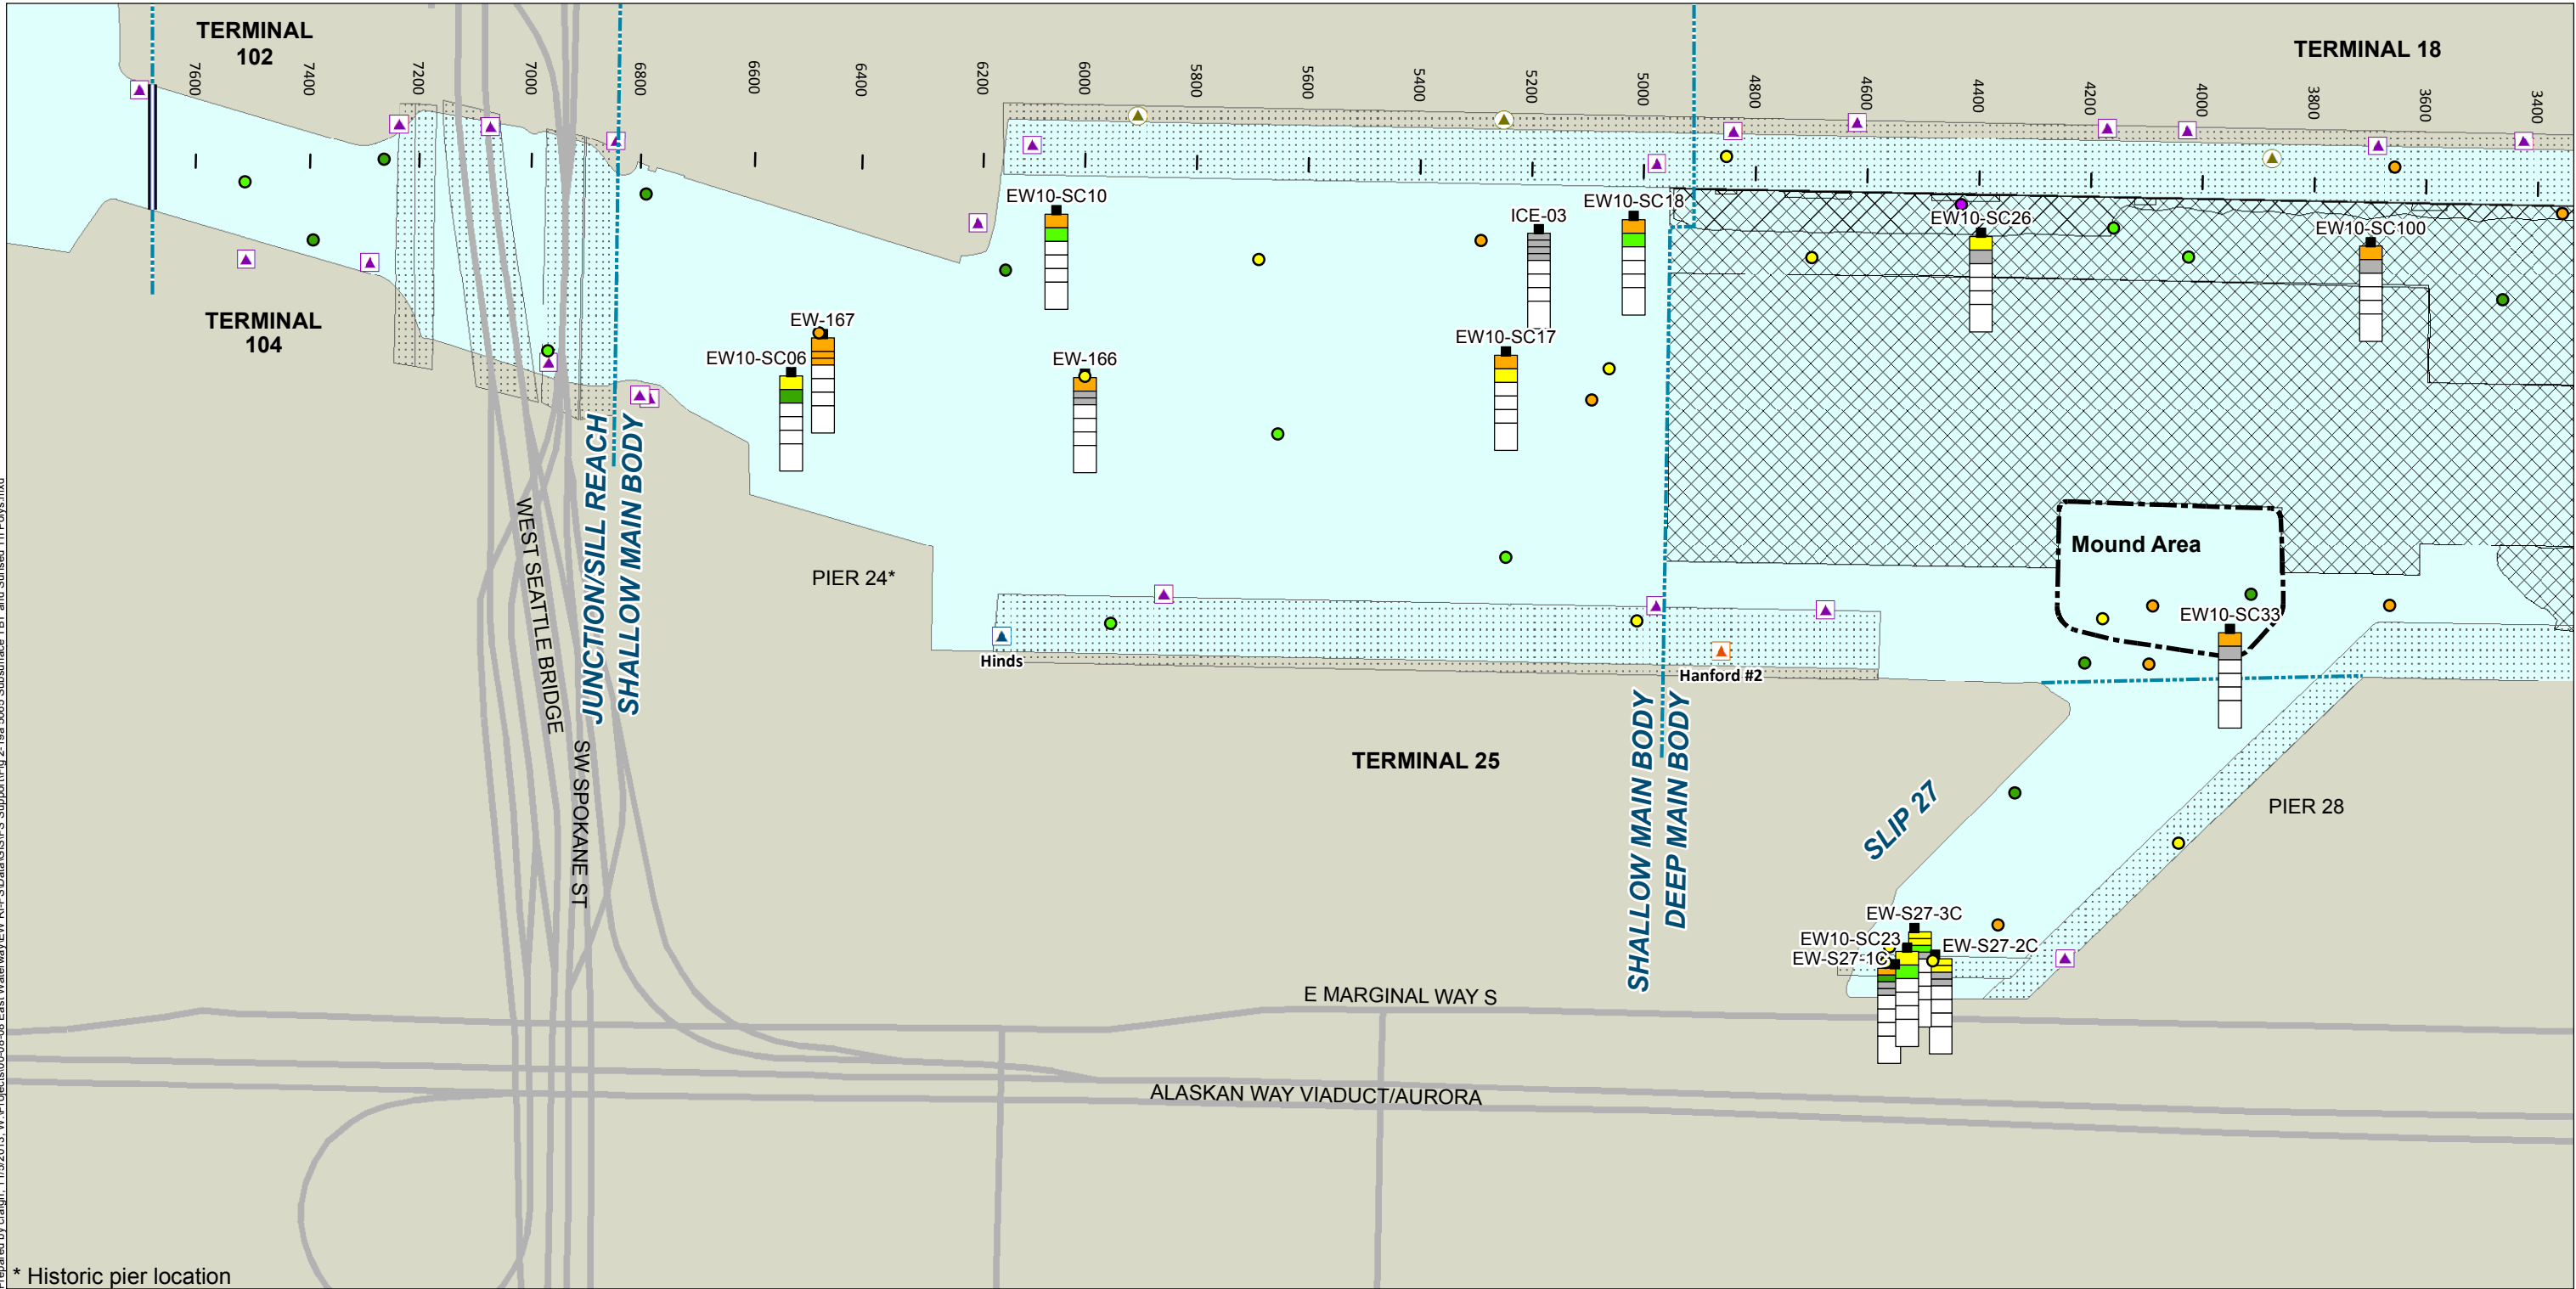 TERMINAL
102
TERMINAL 18
7600
7400
7200
7000
6800
6600
6400
6200
6000
5800
5600
5400
5200
5000
4800
4600
4400
4200
4000
3800
3600
3400
EW10-SC10
EW10-SC18
ICE-03
EW10-SC26
EW10-SC100
TERMINAL
104
EW-167
EW10-SC06
EW-166
EW10-SC17
JUNCTION/SILL REACH
SHALLOW MAIN BODY
WEST SEATTLE BRIDGE
SW SPOKANE ST
PIER 24*
Mound Area
EW10-SC33
Hinds
Hanford #2
SHALLOW MAIN BODY
DEEP MAIN BODY
TERMINAL 25
SLIP 27
PIER 28
EW-S27-3C
EW10-SC23
EW-S27-2C
EW-S27-1C
E MARGINAL WAY S
ALASKAN WAY VIADUCT/AURORA
* Historic pier location